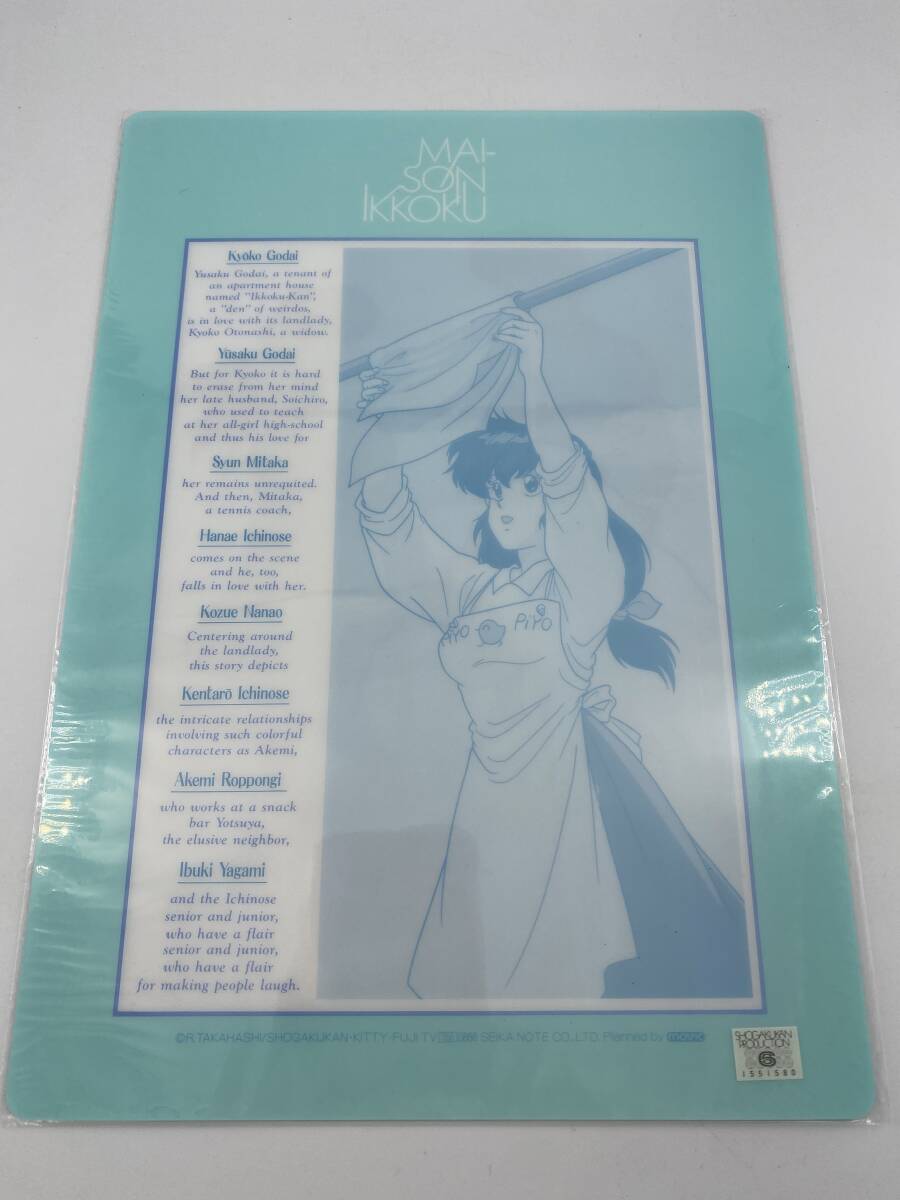 MAI-
SON
IKKOKU
Kyōko Godai
Yusaku Godai, a tenant of
an apartment house
named "Ikkoku-Kan",
a "den" of weirdos,
is in love with its landlady,
Kyoko Otonashi, a widow.
Yūsaku Godai
But for Kyoko it is hard
to erase from her mind
her late husband, Soichiro,
who used to teach
at her all-girl high-school
and thus his love for
Syun Mitaka
her remains unrequited.
And then, Mitaka,
a tennis coach,
Hanae Ichinose
comes on the scene
and he, too,
falls in love with her.
Kozue Nanao
Centering around
the landlady,
this story depicts
Kentarō Ichinose
the intricate relationships
involving such colorful
characters as Akemi,
Akemi Roppongi
who works at a snack
bar Yotsuya,
the elusive neighbor,
Ibuki Yagami
and the Ichinose
senior and junior,
who have a flair
senior and junior,
who have a flair
for making people laugh.
PiYO PiYO
©R.TAKAHASHI/SHOGAKUKAN•KITTY•FUJI TV SEIKA NOTE CO.,LTD. Planned by
SHOGAKUKAN
PRODUCTION
6
1551580